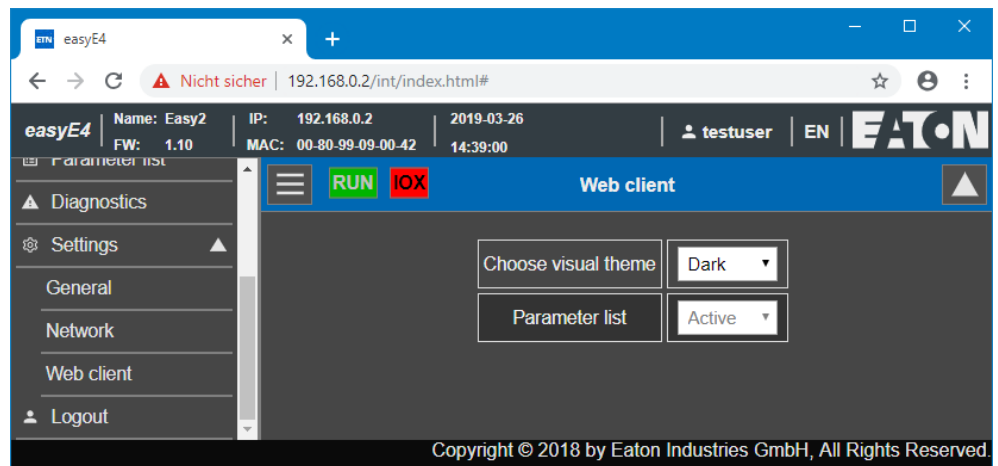 ETN easyE4
Nicht sicher | 192.168.0.2/int/index.html#
easyE4
Name: Easy2
FW: 1.10
IP: 192.168.0.2
MAC: 00-80-99-09-00-42
2019-03-26
14:39:00
testuser
EN
EATON
Parameter list
Diagnostics
Settings
General
Network
Web client
Logout
RUN IOX Web client
Choose visual theme Dark
Parameter list Active
Copyright © 2018 by Eaton Industries GmbH, All Rights Reserved.